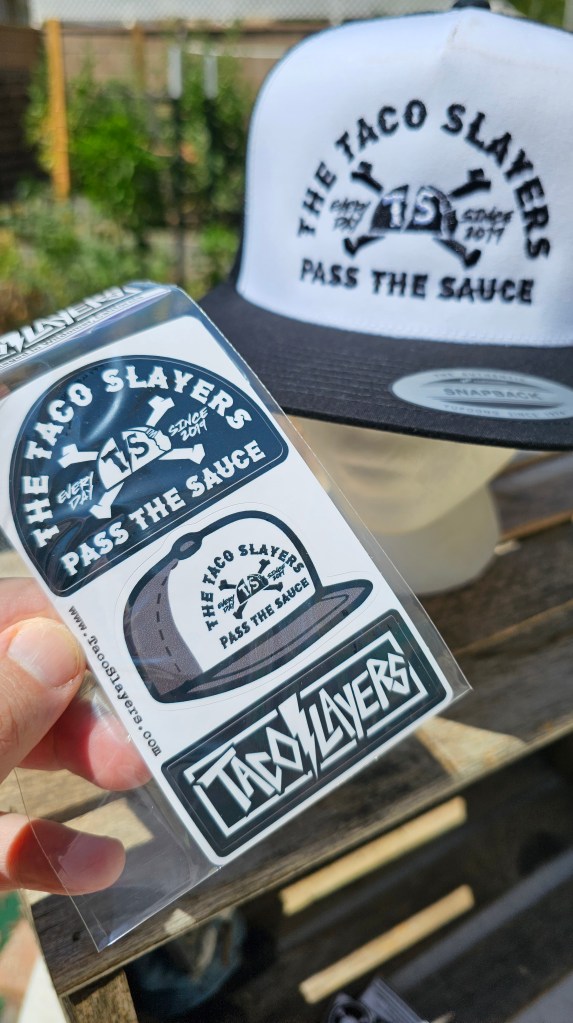 THE TACO SLAYERS
EVERY DAY
TS
SINCE 2019
PASS THE SAUCE
SNAPBACK
SLAYERS
THE TACO SLAYERS
EVERY DAY
TS
SINCE 2019
PASS THE SAUCE
THE TACO SLAYERS
EVERY DAY
TS
SINCE 2019
PASS THE SAUCE
www.TacoSlayers.com
TACO SLAYERS